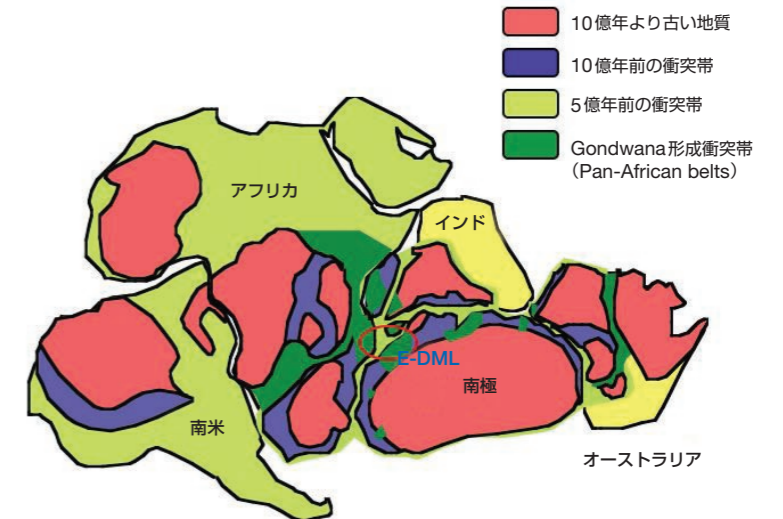 10億年より古い地質
10億年前の衝突帯
5億年前の衝突帯
Gondwana形成衝突帯
（Pan-African belts）
アフリカ
インド
E-DML
南極
南米
オーストラリア